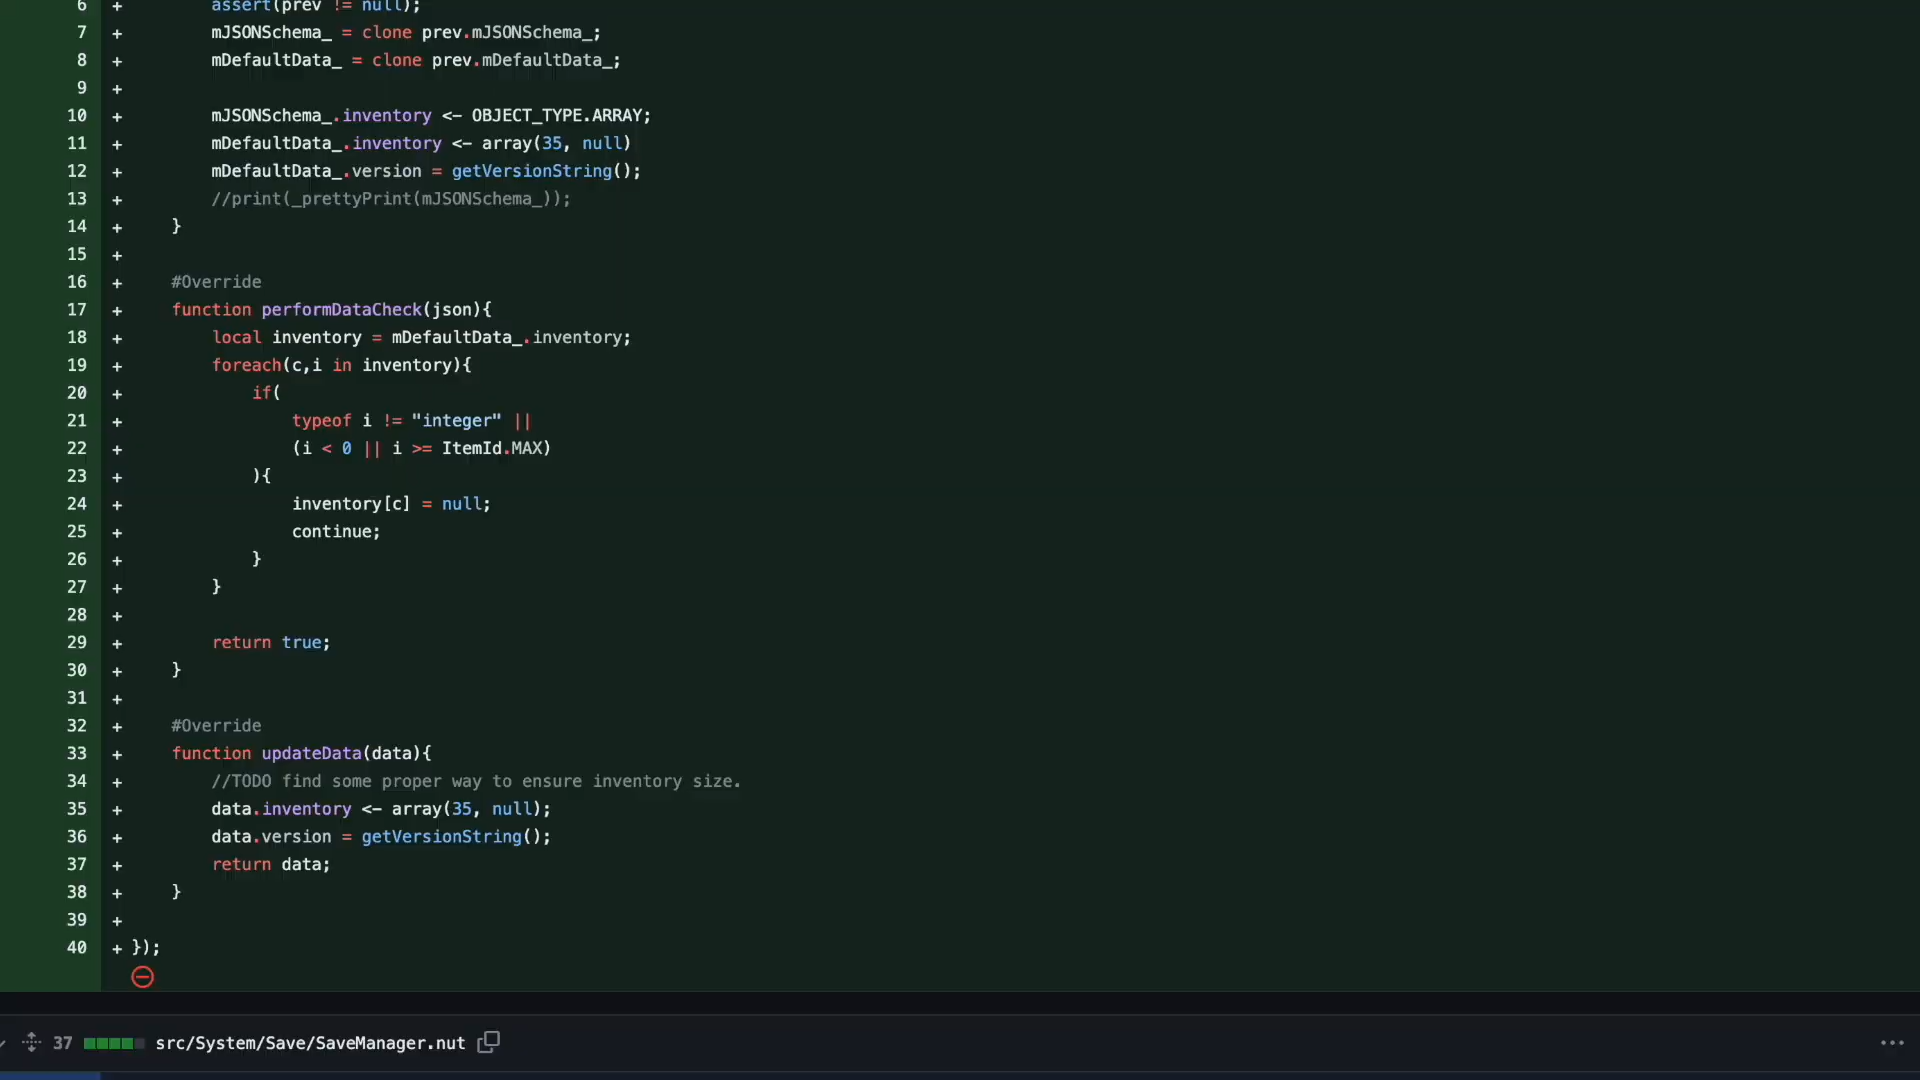 6 + assert(prev != null);
7 + mJSONSchema_ = clone prev.mJSONSchema_;
8 + mDefaultData_ = clone prev.mDefaultData_;
9 +
10 + mJSONSchema_.inventory <- OBJECT_TYPE.ARRAY;
11 + mDefaultData_.inventory <- array(35, null)
12 + mDefaultData_.version = getVersionString();
13 + //print(_prettyPrint(mJSONSchema_));
14 + }
15 +
16 + #Override
17 + function performDataCheck(json){
18 + local inventory = mDefaultData_.inventory;
19 + foreach(c,i in inventory){
20 + if(
21 + typeof i != "integer" ||
22 + (i < 0 || i >= ItemId.MAX)
23 + ){
24 + inventory[c] = null;
25 + continue;
26 + }
27 + }
28 +
29 + return true;
30 + }
31 +
32 + #Override
33 + function updateData(data){
34 + //TODO find some proper way to ensure inventory size.
35 + data.inventory <- array(35, null);
36 + data.version = getVersionString();
37 + return data;
38 + }
39 +
40 + });
37 src/System/Save/SaveManager.nut